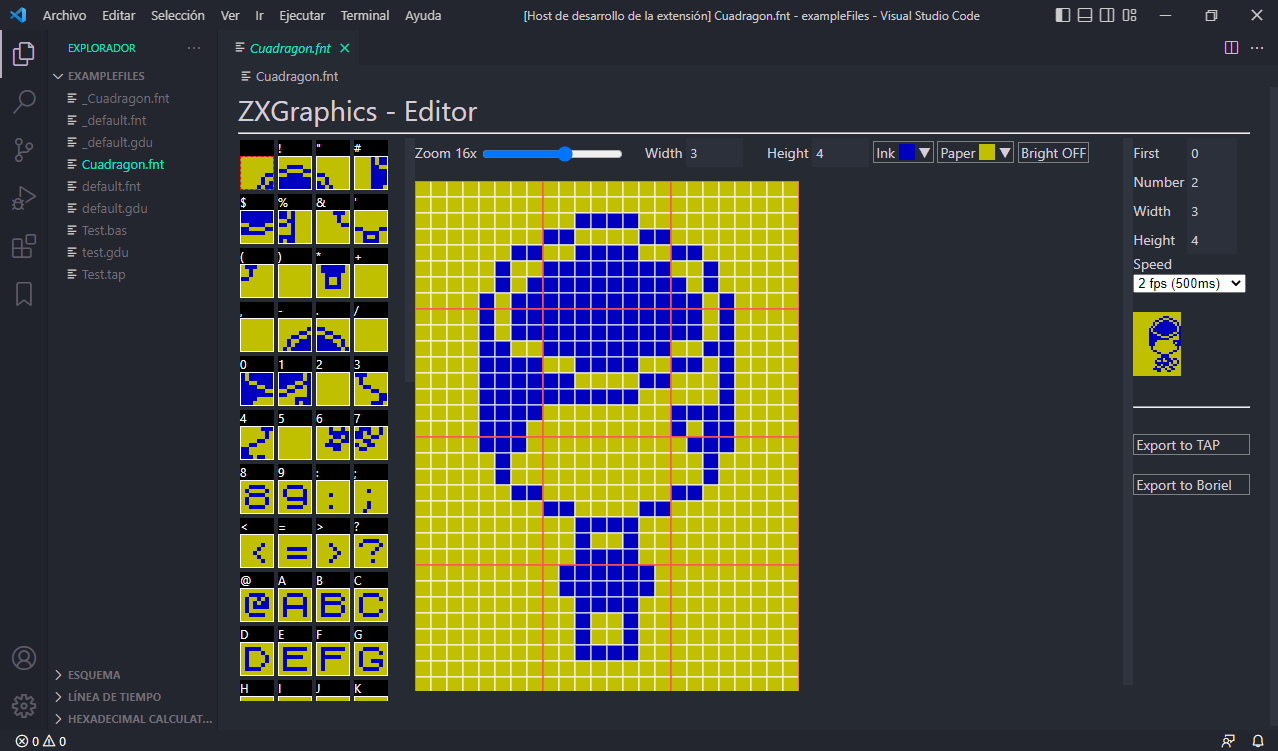 Archivo Editar Selección Ver Ir Ejecutar Terminal Ayuda [Host de desarrollo de la extensión] Cuadragon.fnt - exampleFiles - Visual Studio Code
EXPLORADOR
EXAMPLEFILES
_Cuadragon.fnt
_default.fnt
_default.gdu
Cuadragon.fnt
default.fnt
default.gdu
Test.bas
test.gdu
Test.tap
ESQUEMA
LÍNEA DE TIEMPO
HEXADECIMAL CALCULAT...
Cuadragon.fnt
Cuadragon.fnt
ZXGraphics - Editor
! " #
$ % & '
( ) * +
, - . /
0 1 2 3
4 5 6 7
8 9 : ;
< = > ?
@ A B C
D E F G
H I J K
Zoom 16x Width 3 Height 4 Ink Paper Bright OFF
First 0
Number 2
Width 3
Height 4
Speed
2 fps (500ms)
Export to TAP
Export to Boriel
0 0